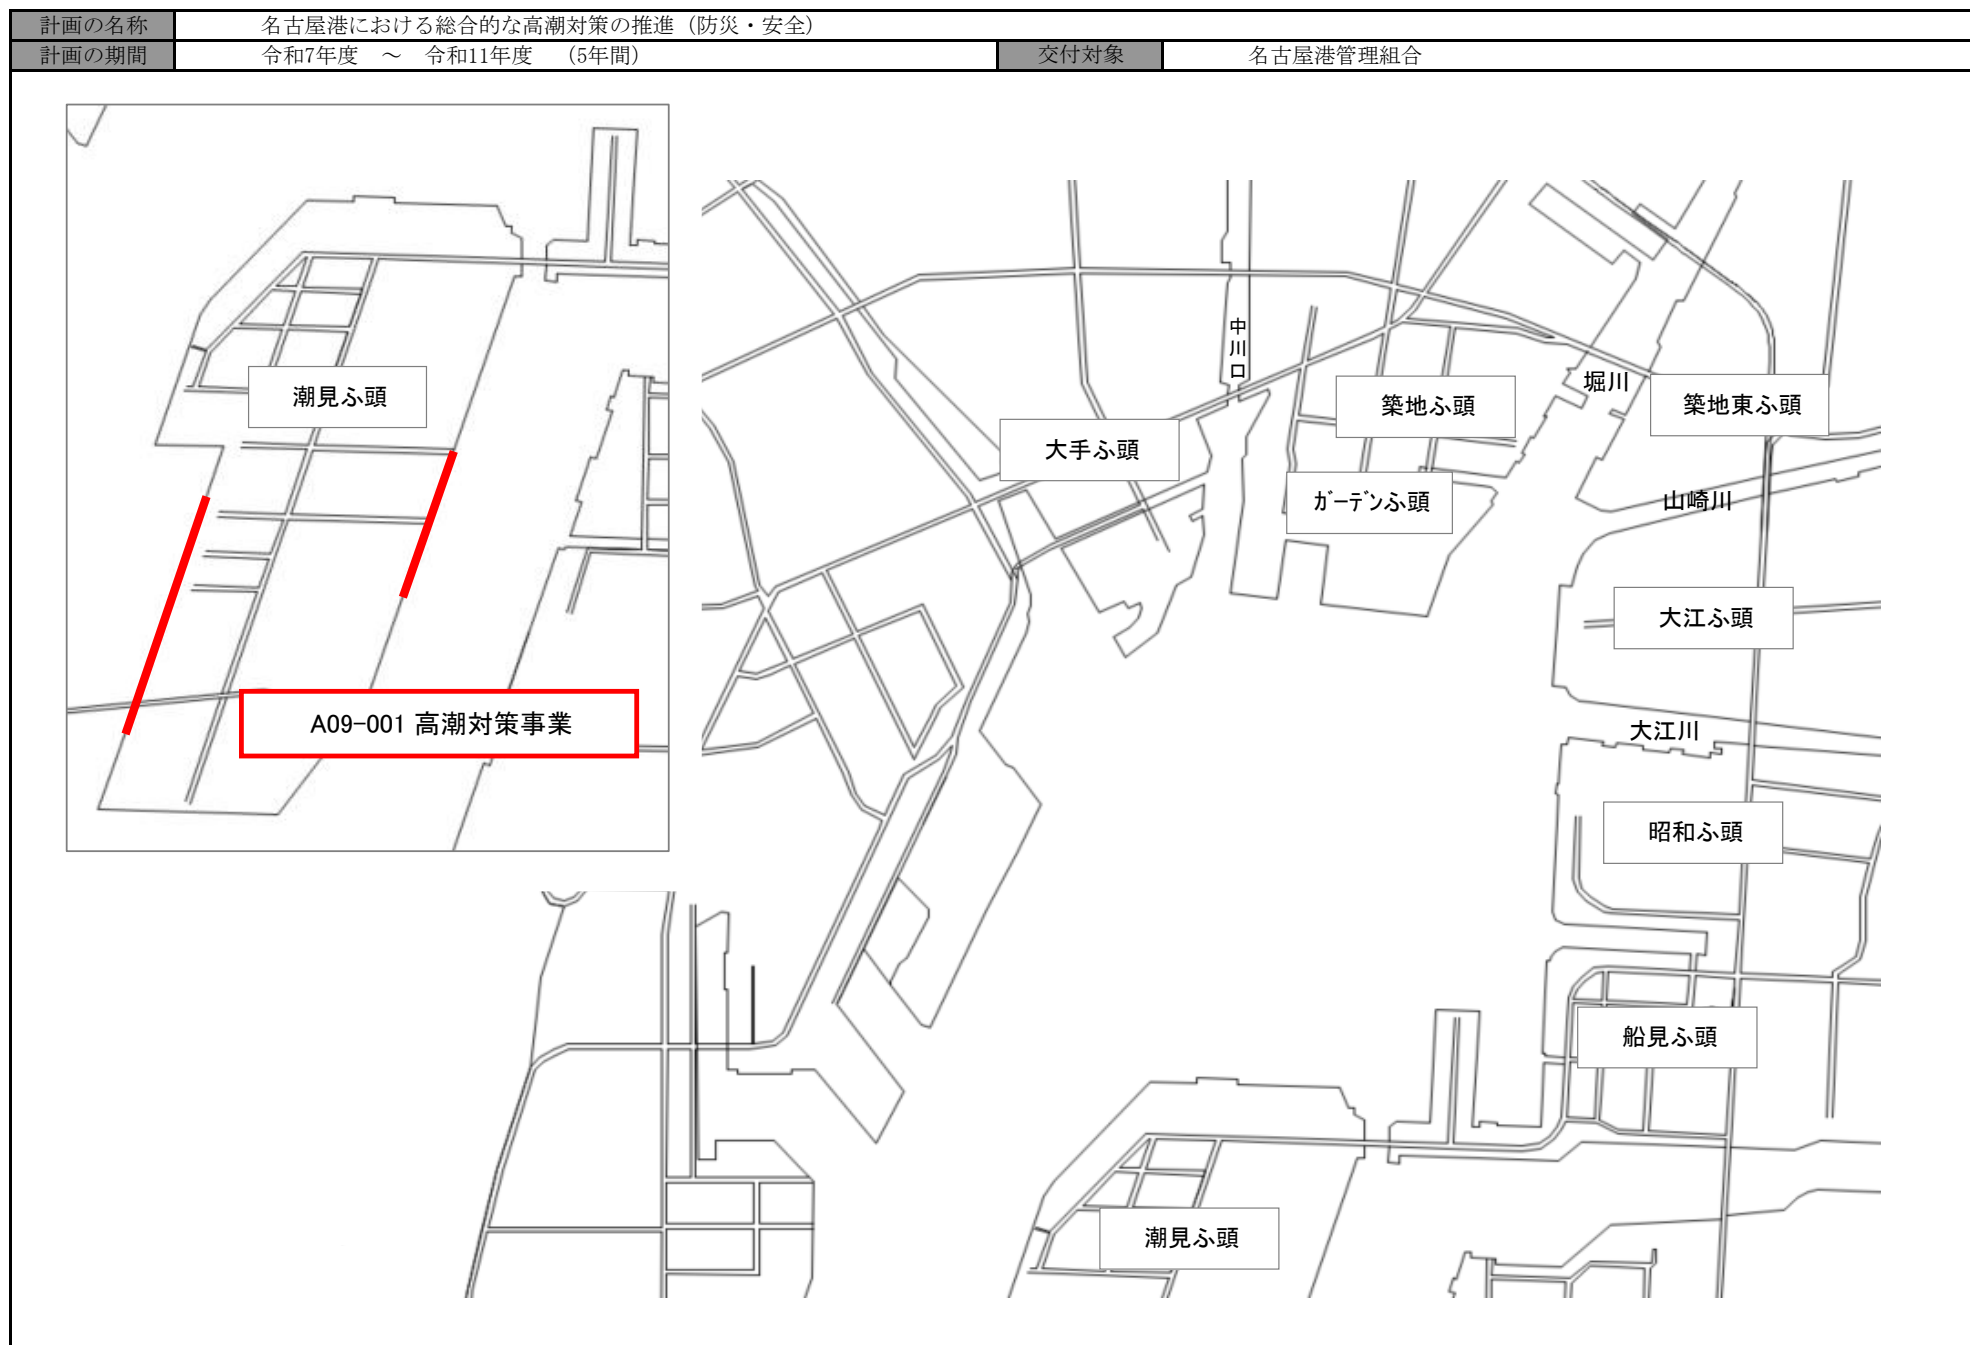 計画の名称 名古屋港における総合的な高潮対策の推進（防災・安全）
計画の期間 令和7年度 ～ 令和11年度 （5年間） 交付対象 名古屋港管理組合
潮見ふ頭
A09-001 高潮対策事業
中川口
堀川
築地ふ頭
築地東ふ頭
大手ふ頭
ｶﾞｰﾃﾞﾝふ頭
山崎川
大江ふ頭
大江川
昭和ふ頭
船見ふ頭
潮見ふ頭